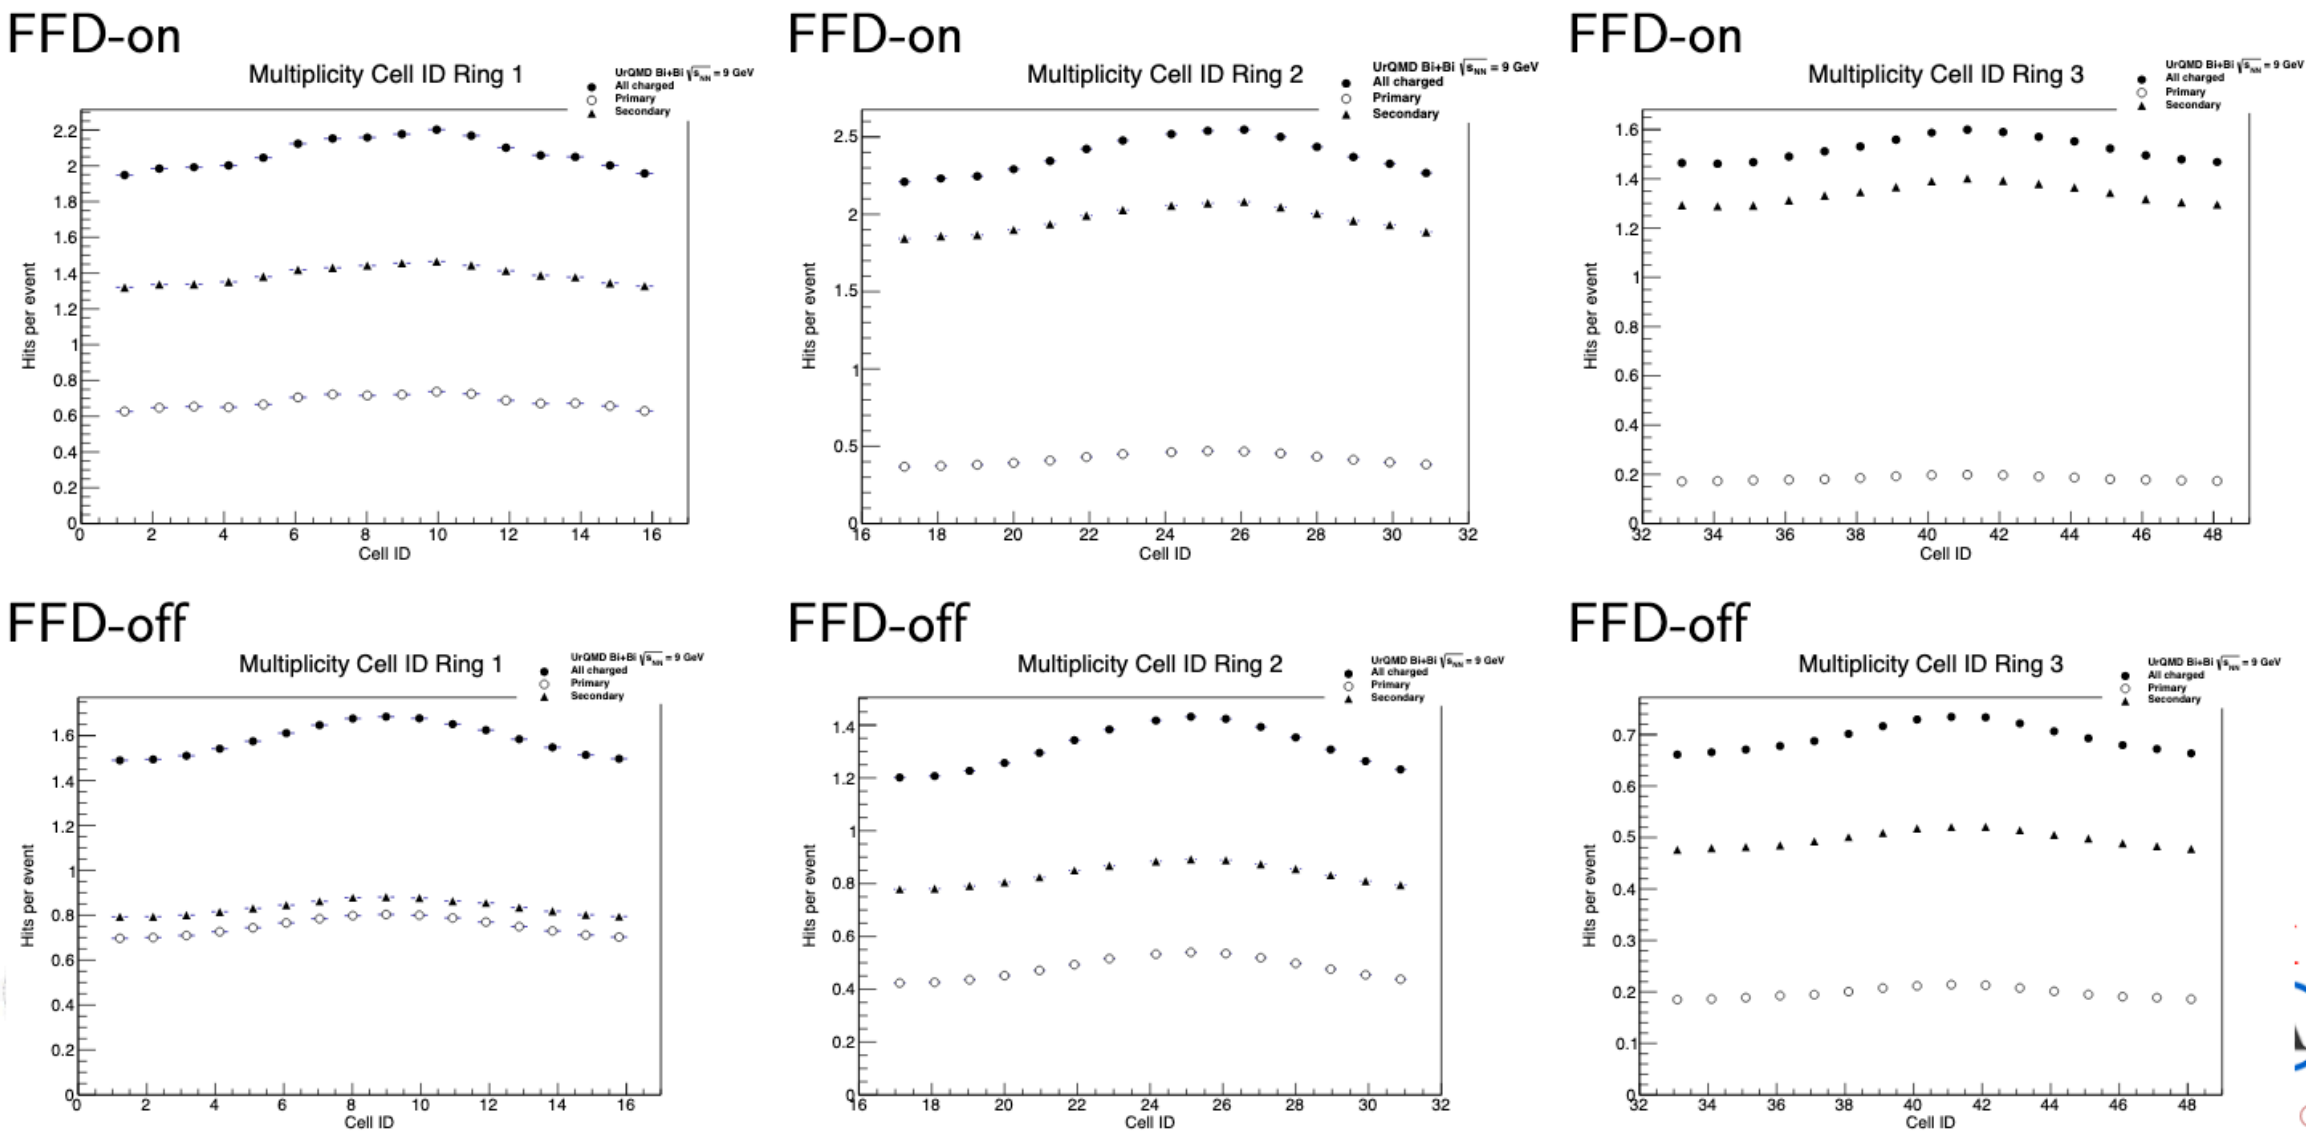 FFD-on
Multiplicity Cell ID Ring 1
UrQMD Bi+Bi √sNN = 9 GeV
All charged
Primary
Secondary
Hits per event
2.2
2
1.8
1.6
1.4
1.2
1
0.8
0.6
0.4
0.2
0
0 2 4 6 8 10 12 14 16
Cell ID
FFD-on
Multiplicity Cell ID Ring 2
UrQMD Bi+Bi √sNN = 9 GeV
All charged
Primary
Secondary
Hits per event
2.5
2
1.5
1
0.5
0
16 18 20 22 24 26 28 30 32
Cell ID
FFD-on
Multiplicity Cell ID Ring 3
UrQMD Bi+Bi √sNN = 9 GeV
All charged
Primary
Secondary
Hits per event
1.6
1.4
1.2
1
0.8
0.6
0.4
0.2
0
32 34 36 38 40 42 44 46 48
Cell ID
FFD-off
Multiplicity Cell ID Ring 1
UrQMD Bi+Bi √sNN = 9 GeV
All charged
Primary
Secondary
Hits per event
1.6
1.4
1.2
1
0.8
0.6
0.4
0.2
0
0 2 4 6 8 10 12 14 16
Cell ID
FFD-off
Multiplicity Cell ID Ring 2
UrQMD Bi+Bi √sNN = 9 GeV
All charged
Primary
Secondary
Hits per event
1.4
1.2
1
0.8
0.6
0.4
0.2
0
16 18 20 22 24 26 28 30 32
Cell ID
FFD-off
Multiplicity Cell ID Ring 3
UrQMD Bi+Bi √sNN = 9 GeV
All charged
Primary
Secondary
Hits per event
0.7
0.6
0.5
0.4
0.3
0.2
0.1
0
32 34 36 38 40 42 44 46 48
Cell ID